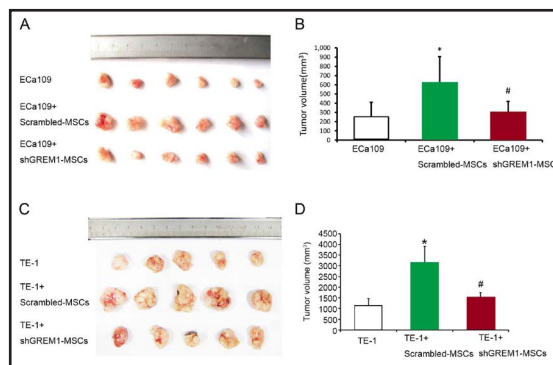 A
ECa109
ECa109+
Scrambled-MSCs
ECa109+
shGREM1-MSCs
B
Tumor volume(mm³)
1,000
900
800
700
600
500
400
300
200
100
0
*
#
ECa109
ECa109+
ECa109+
Scrambled-MSCs
shGREM1-MSC
C
TE-1
TE-1+
Scrambled-MSCs
TE-1+
shGREM1-MSCs
D
Tumor volume (mm³)
4500
4000
3500
3000
2500
2000
1500
1000
500
0
*
#
TE-1
TE-1+
TE-1+
Scrambled-MSCs
shGREM1-MSCs